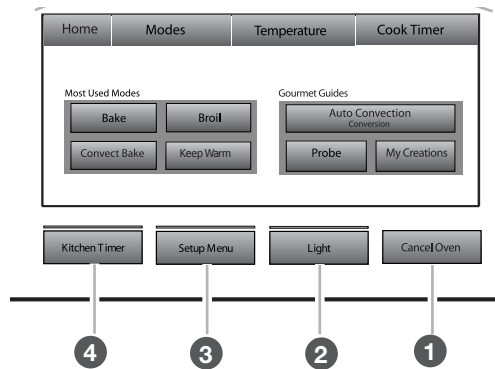 Home Modes Temperature Cook Timer
Most Used Modes Gourmet Guides
Bake Broil Auto Convection
Conversion
Convect Bake Keep Warm Probe My Creations
Kitchen Timer Setup Menu Light Cancel Oven
4 3 2 1